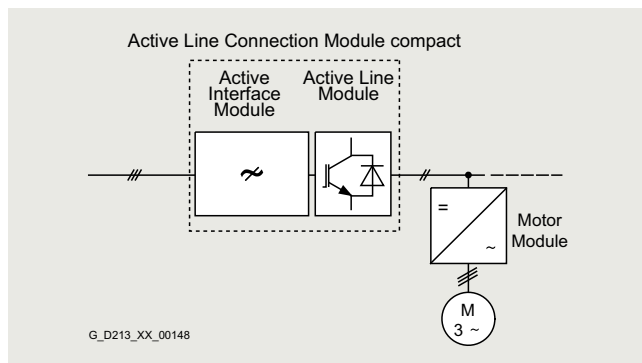 Active Line Connection Module compact
Active
Interface
Module
Active Line
Module
=
~
Motor
Module
M
3 ~
G_D213_XX_00148